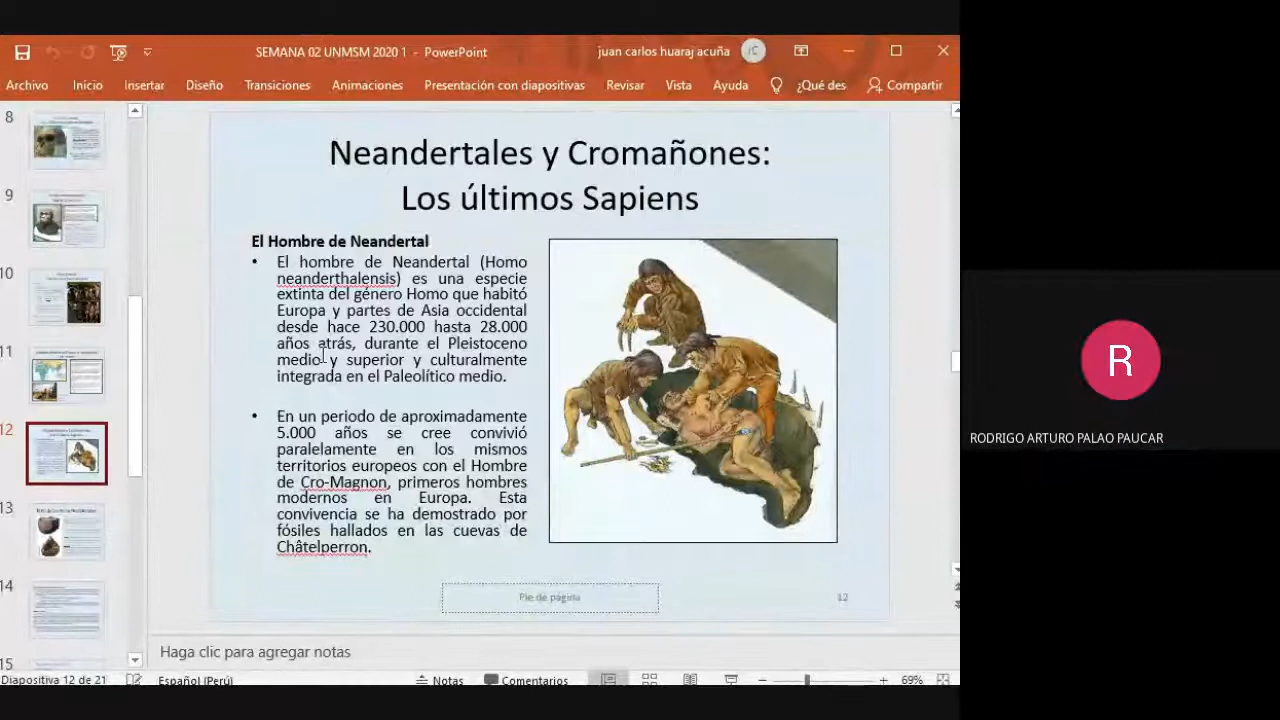 SEMANA 02 UNMSM 2020 1 - PowerPoint
juan carlos huaraj acuña
JC
Archivo Inicio Insertar Diseño Transiciones Animaciones Presentación con diapositivas Revisar Vista Ayuda ¿Qué des Compartir
8
9
10
11
12
13
14
15
Neandertales y Cromañones:
Los últimos Sapiens
El Hombre de Neandertal
• El hombre de Neandertal (Homo
neanderthalensis) es una especie
extinta del género Homo que habitó
Europa y partes de Asia occidental
desde hace 230.000 hasta 28.000
años atrás, durante el Pleistoceno
medio y superior y culturalmente
integrada en el Paleolítico medio.
• En un periodo de aproximadamente
5.000 años se cree convivió
paralelamente en los mismos
territorios europeos con el Hombre
de Cro-Magnon, primeros hombres
modernos en Europa. Esta
convivencia se ha demostrado por
fósiles hallados en las cuevas de
Châtelperron.
Pie de página
12
Haga clic para agregar notas
Diapositiva 12 de 21 Español (Perú) Notas Comentarios 69%
R
RODRIGO ARTURO PALAO PAUCAR